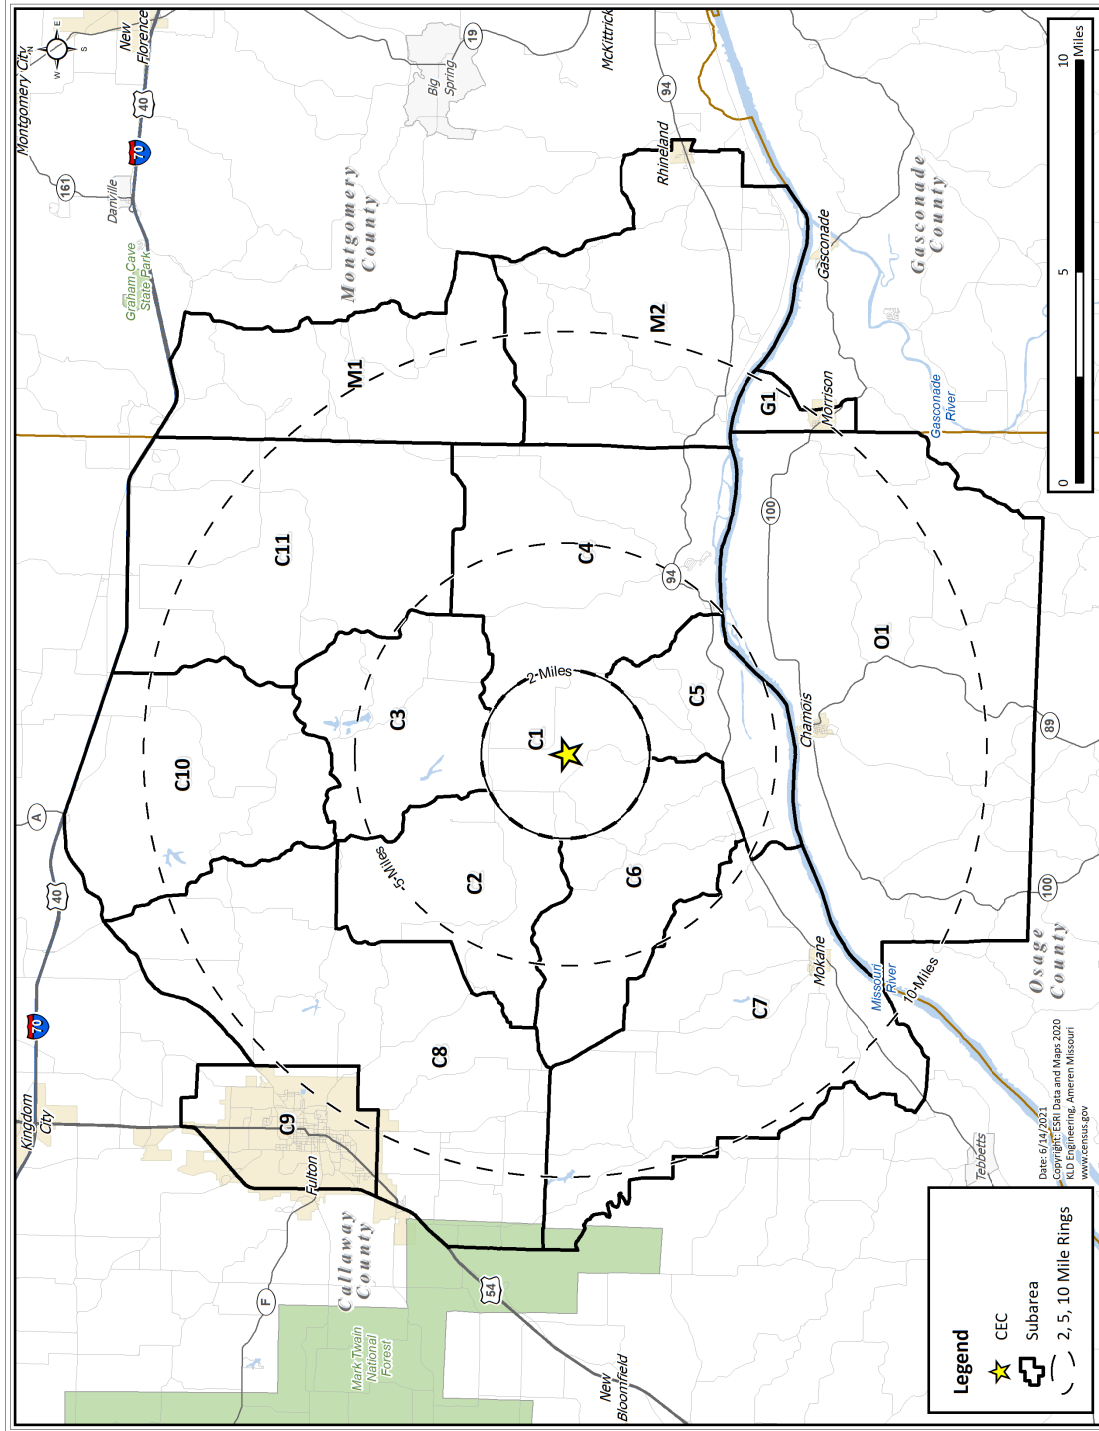 Kingdom
City
70
A
40
Montgomery City
N
W
E
S
New
Florence
161
Danville
70
40
Graham Cave
State Park
C10
F
C9
Fulton
C11
Callaway
County
Mark Twain
National
Forest
M1
Montgomery
County
5-Miles
C3
C8
Big
Spring
19
C2
54
C1
2-Miles
C4
New
Bloomfield
McKittrick
C6
M2
Rhineland
94
94
C5
C7
G1
100
Chamois
Mokane
Morrison
Gasconade
Missouri
River
O1
10-Miles
Gasconade
County
Gasconade
River
Tebbetts
Osage
County
100
89
Legend
CEC
Subarea
2, 5, 10 Mile Rings
Date: 6/14/2021
Copyright: ESRI Data and Maps 2020
KLD Engineering, Ameren Missouri
www.census.gov
0
5
10
Miles